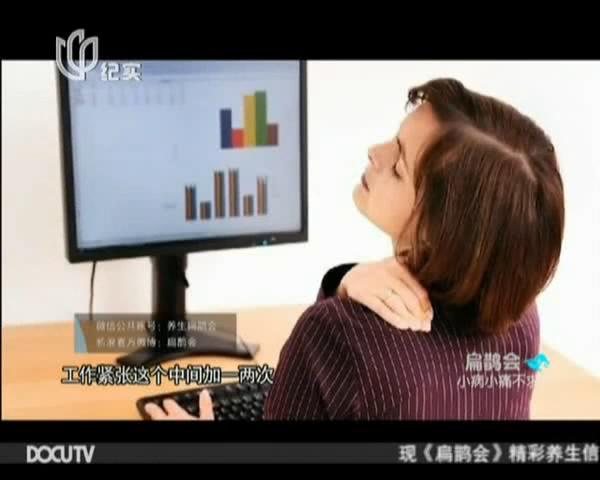 纪实
微信公共账号：养生扁鹊会
新浪官方微博：扁鹊会
扁鹊会
小病小痛不求
工作紧张这个中间加一两次
DOCUTV
现《扁鹊会》精彩养生信